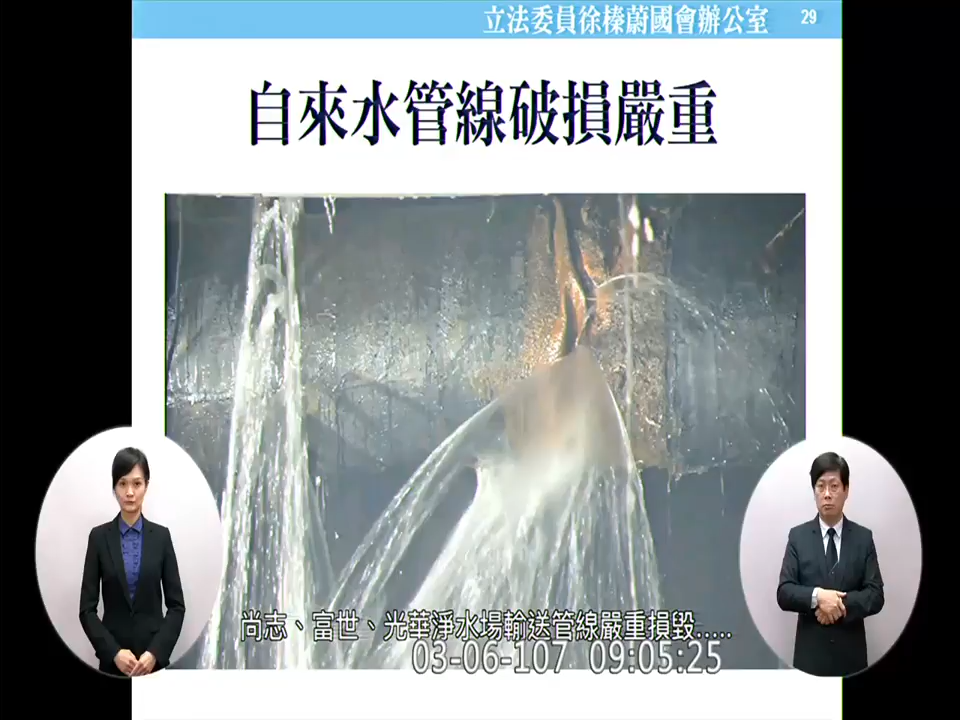 立法委員徐榛蔚國會辦公室 29
自來水管線破損嚴重
尚志、富世、光華淨水場輸送管線嚴重損毀.....
03-06-107 09:05:25